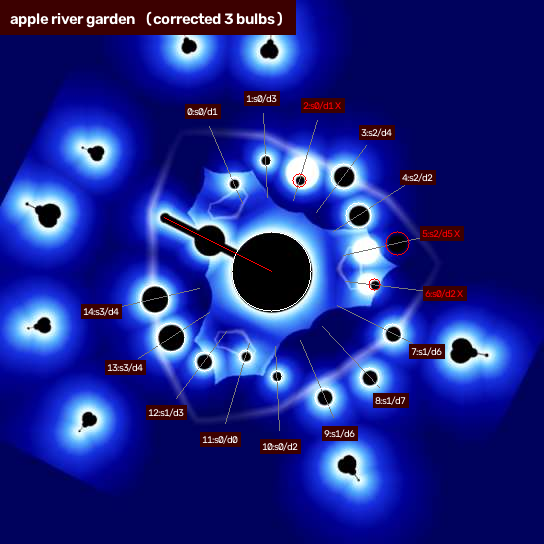 apple river garden (corrected 3 bulbs)
1:s0/d3
2:s0/d1 X
0:s0/d1
3:s2/d4
4:s2/d2
5:s2/d5 X
6:s0/d2 X
14:s3/d4
7:s1/d6
13:s3/d4
8:s1/d7
12:s1/d3
9:s1/d6
11:s0/d0
10:s0/d2